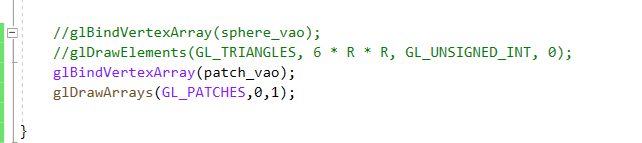 //glBindVertexArray(sphere_vao);
//glDrawElements(GL_TRIANGLES, 6 * R * R, GL_UNSIGNED_INT, 0);
glBindVertexArray(patch_vao);
glDrawArrays(GL_PATCHES,0,1);
}